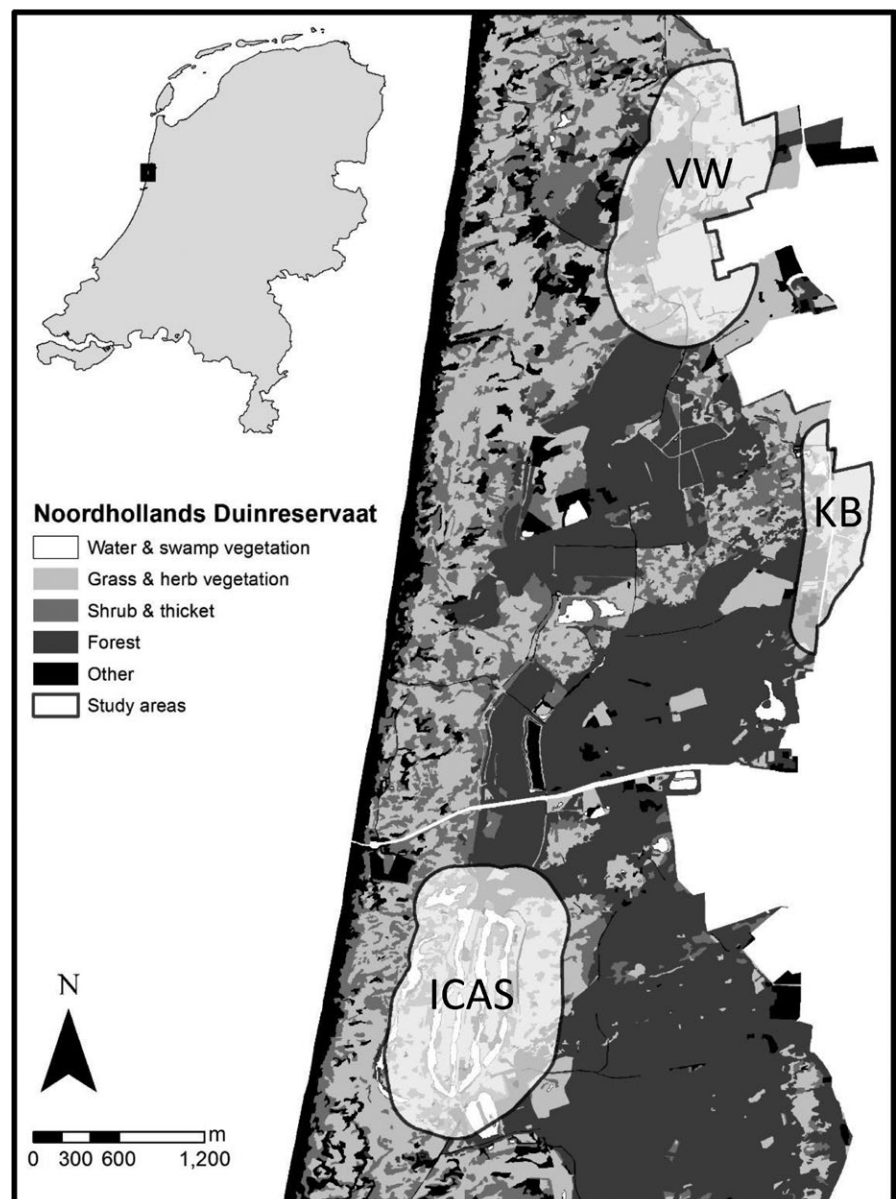 VW
KB
Noordhollands Duinreservaat
Water & swamp vegetation
Grass & herb vegetation
Shrub & thicket
Forest
Other
Study areas
ICAS
N
m
0 300 600 1,200